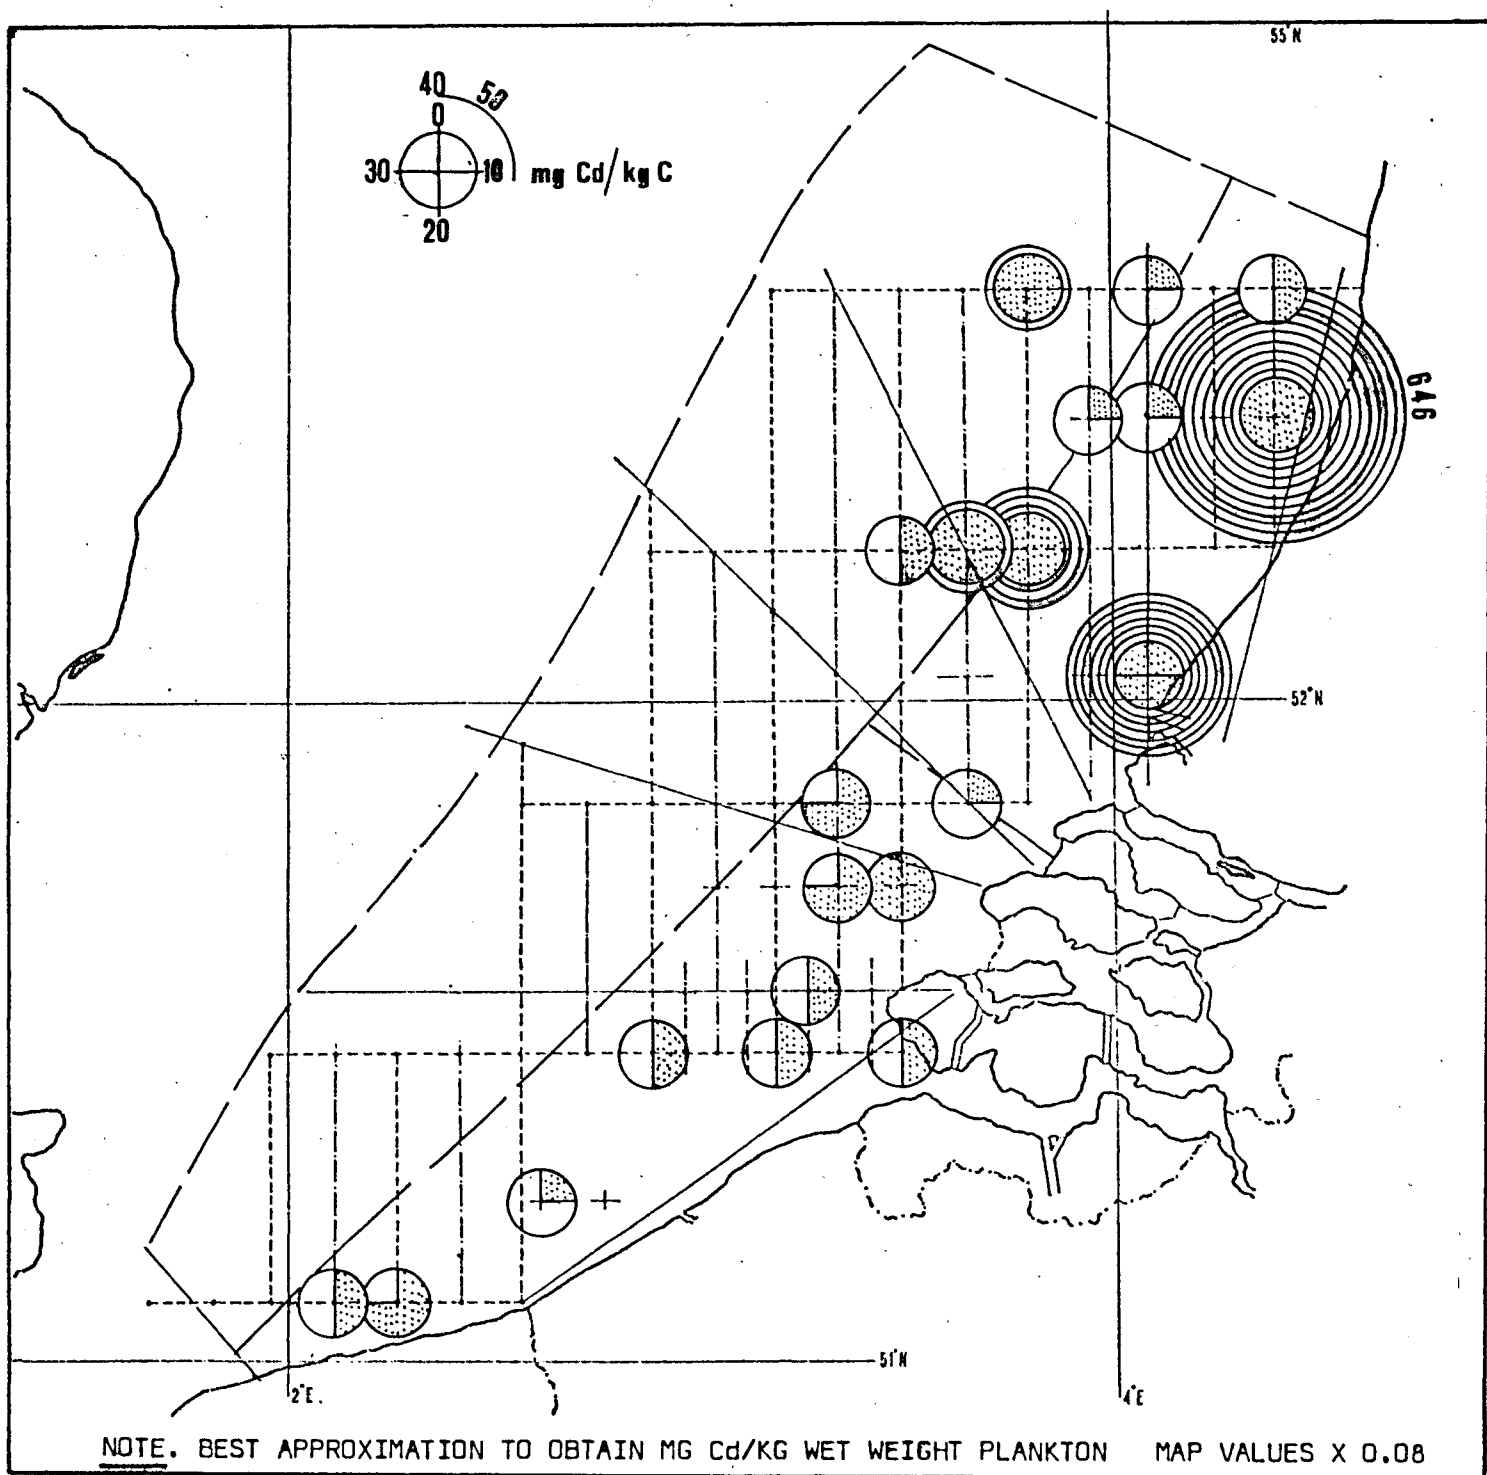 55°N
40
50
0
30
10
mg Cd/kg C
20
646
52°N
51°N
2°E.
4°E
NOTE. BEST APPROXIMATION TO OBTAIN MG Cd/KG WET WEIGHT PLANKTON MAP VALUES X 0.08